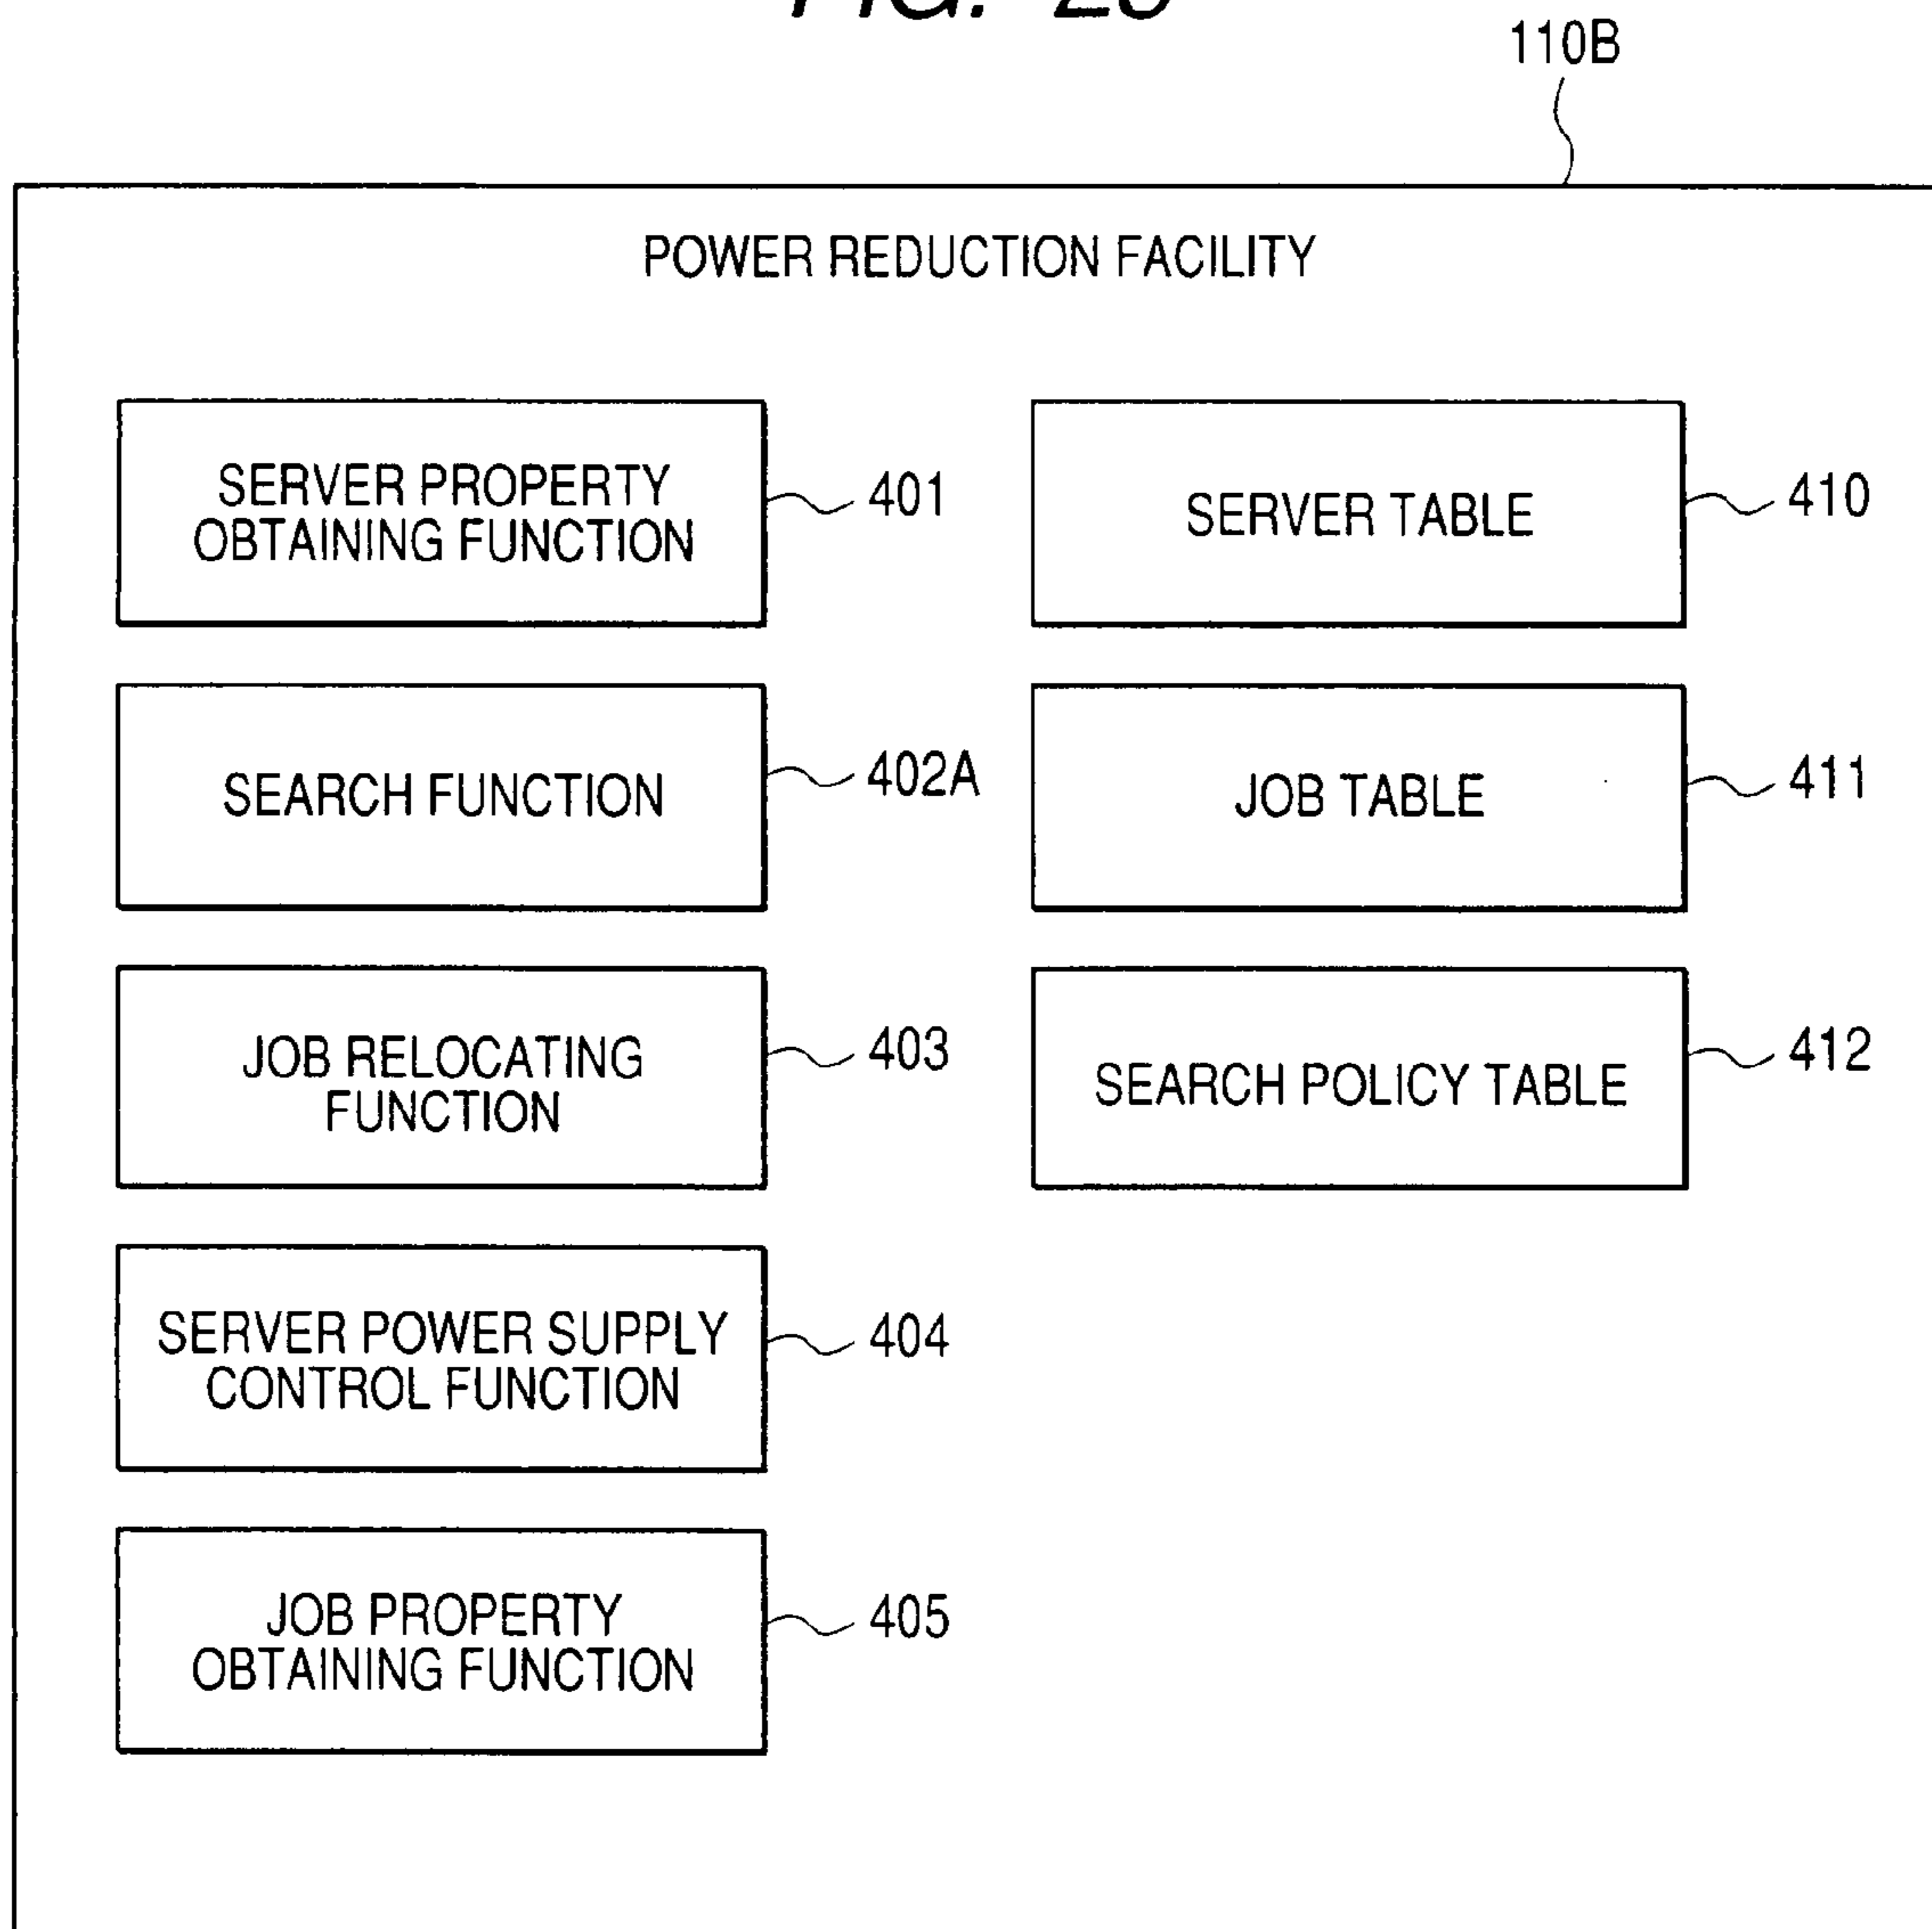 FIG.
110B
POWER REDUCTION FACILITY
SERVER PROPERTY
OBTAINING FUNCTION
401
SERVER TABLE
410
SEARCH FUNCTION
402A
JOB TABLE
411
JOB RELOCATING
FUNCTION
403
SEARCH POLICY TABLE
412
SERVER POWER SUPPLY
CONTROL FUNCTION
404
JOB PROPERTY
OBTAINING FUNCTION
405